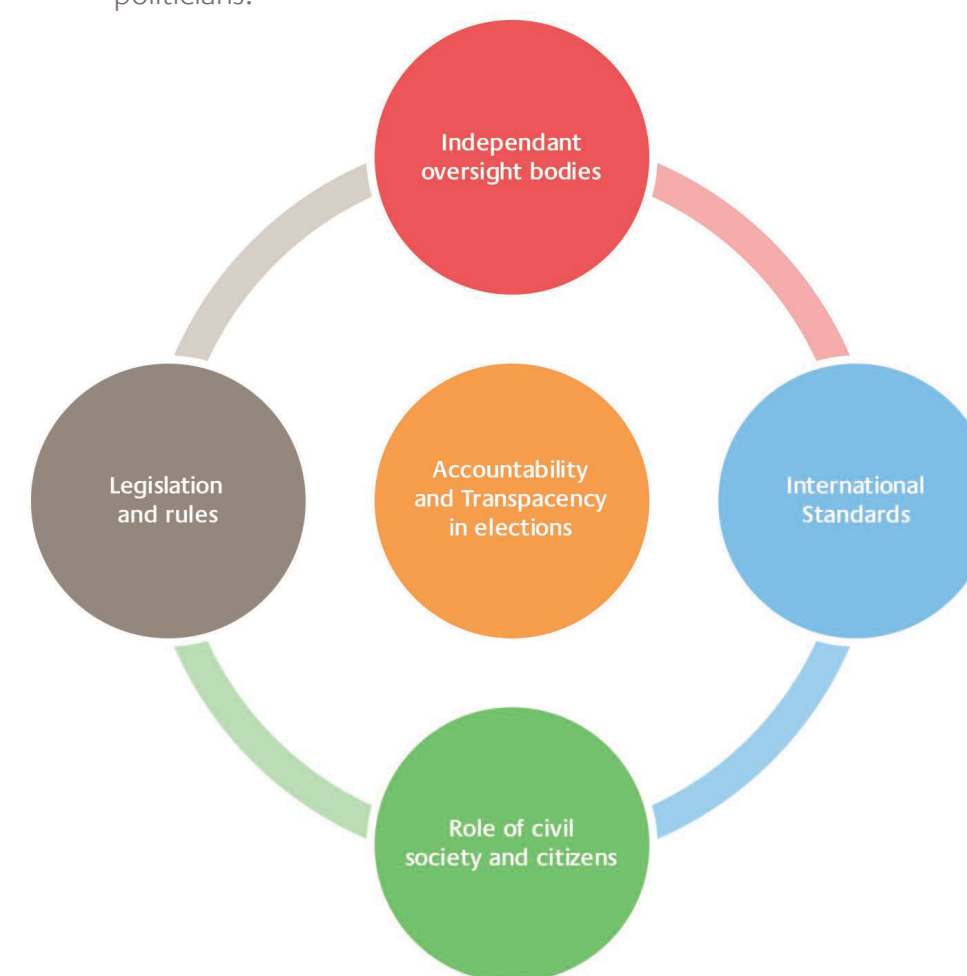 politicians.
Independant
oversight bodies
Legislation
and rules
Accountability
and Transpacency
in elections
International
Standards
Role of civil
society and citizens